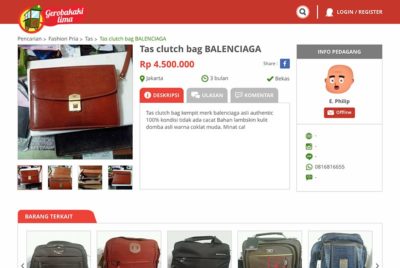 Gerobakaki
lima
LOGIN / REGISTER
Pencarian > Fashion Pria > Tas > Tas clutch bag BALENCIAGA
Tas clutch bag BALENCIAGA
Rp 4.500.000
Share :
Jakarta
3 bulan
Bekas
DESKRIPSI
ULASAN
KOMENTAR
Tas clutch bag kempit merk balenciaga asli authentic
100% kondisi tidak ada cacat Bahan lambskin kulit
domba asli warna coklat muda. Minat ca!
INFO PEDAGANG
E. Philip
Offline
-
-
0816816655
-
BARANG TERKAIT